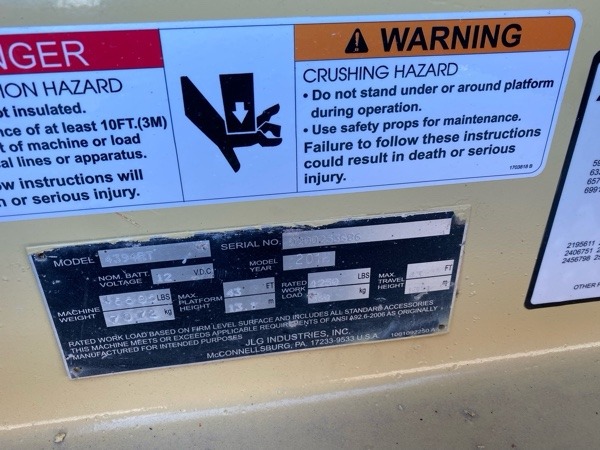 NGER
ION HAZARD
ot insulated.
nce of at least 10FT.(3M)
t of machine or load
al lines or apparatus.
w instructions will
n or serious injury.
WARNING
CRUSHING HAZARD
• Do not stand under or around platform
during operation.
• Use safety props for maintenance.
Failure to follow these instructions
could result in death or serious
injury.
1703818 B
MODEL
SERIAL NO.
NOM. BATT. VOLTAGE 12 V.D.C
MODEL YEAR
MACHINE WEIGHT LBS kg
MAX. PLATFORM HEIGHT FT m
RATED WORK LOAD LBS kg
MAX. TRAVEL HEIGHT FT m
RATED WORK LOAD BASED ON FIRM LEVEL SURFACE AND INCLUDES ALL STANDARD ACCESSORIES
THIS MACHINE MEETS OR EXCEEDS APPLICABLE REQUIREMENTS OF ANSI A92.6-2006 AS ORIGINALLY
MANUFACTURED FOR INTENDED PURPOSES
JLG INDUSTRIES, INC.
McCONNELLSBURG, PA. 17233-9533 U.S.A.
2195611
2406751
2456798
OTHER